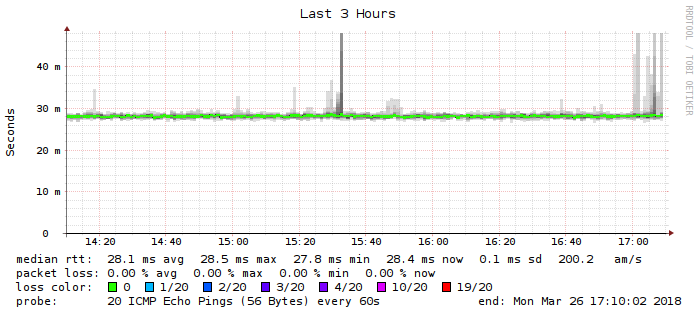 Last 3 Hours
RRDTOOL / TOBI OETIKER
Seconds
40 m
30 m
20 m
10 m
0
14:20 14:40 15:00 15:20 15:40 16:00 16:20 16:40 17:00
median rtt: 28.1 ms avg 28.5 ms max 27.8 ms min 28.4 ms now 0.1 ms sd 200.2 am/s
packet loss: 0.00 % avg 0.00 % max 0.00 % min 0.00 % now
loss color: 0 1/20 2/20 3/20 4/20 10/20 19/20
probe: 20 ICMP Echo Pings (56 Bytes) every 60s end: Mon Mar 26 17:10:02 2018